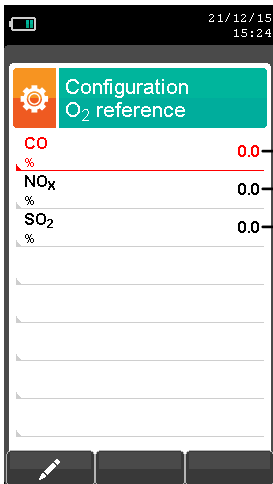 21/12/15
15:24
Configuration
O₂ reference
CO 0.0
%
NOX 0.0
%
SO₂ 0.0
%